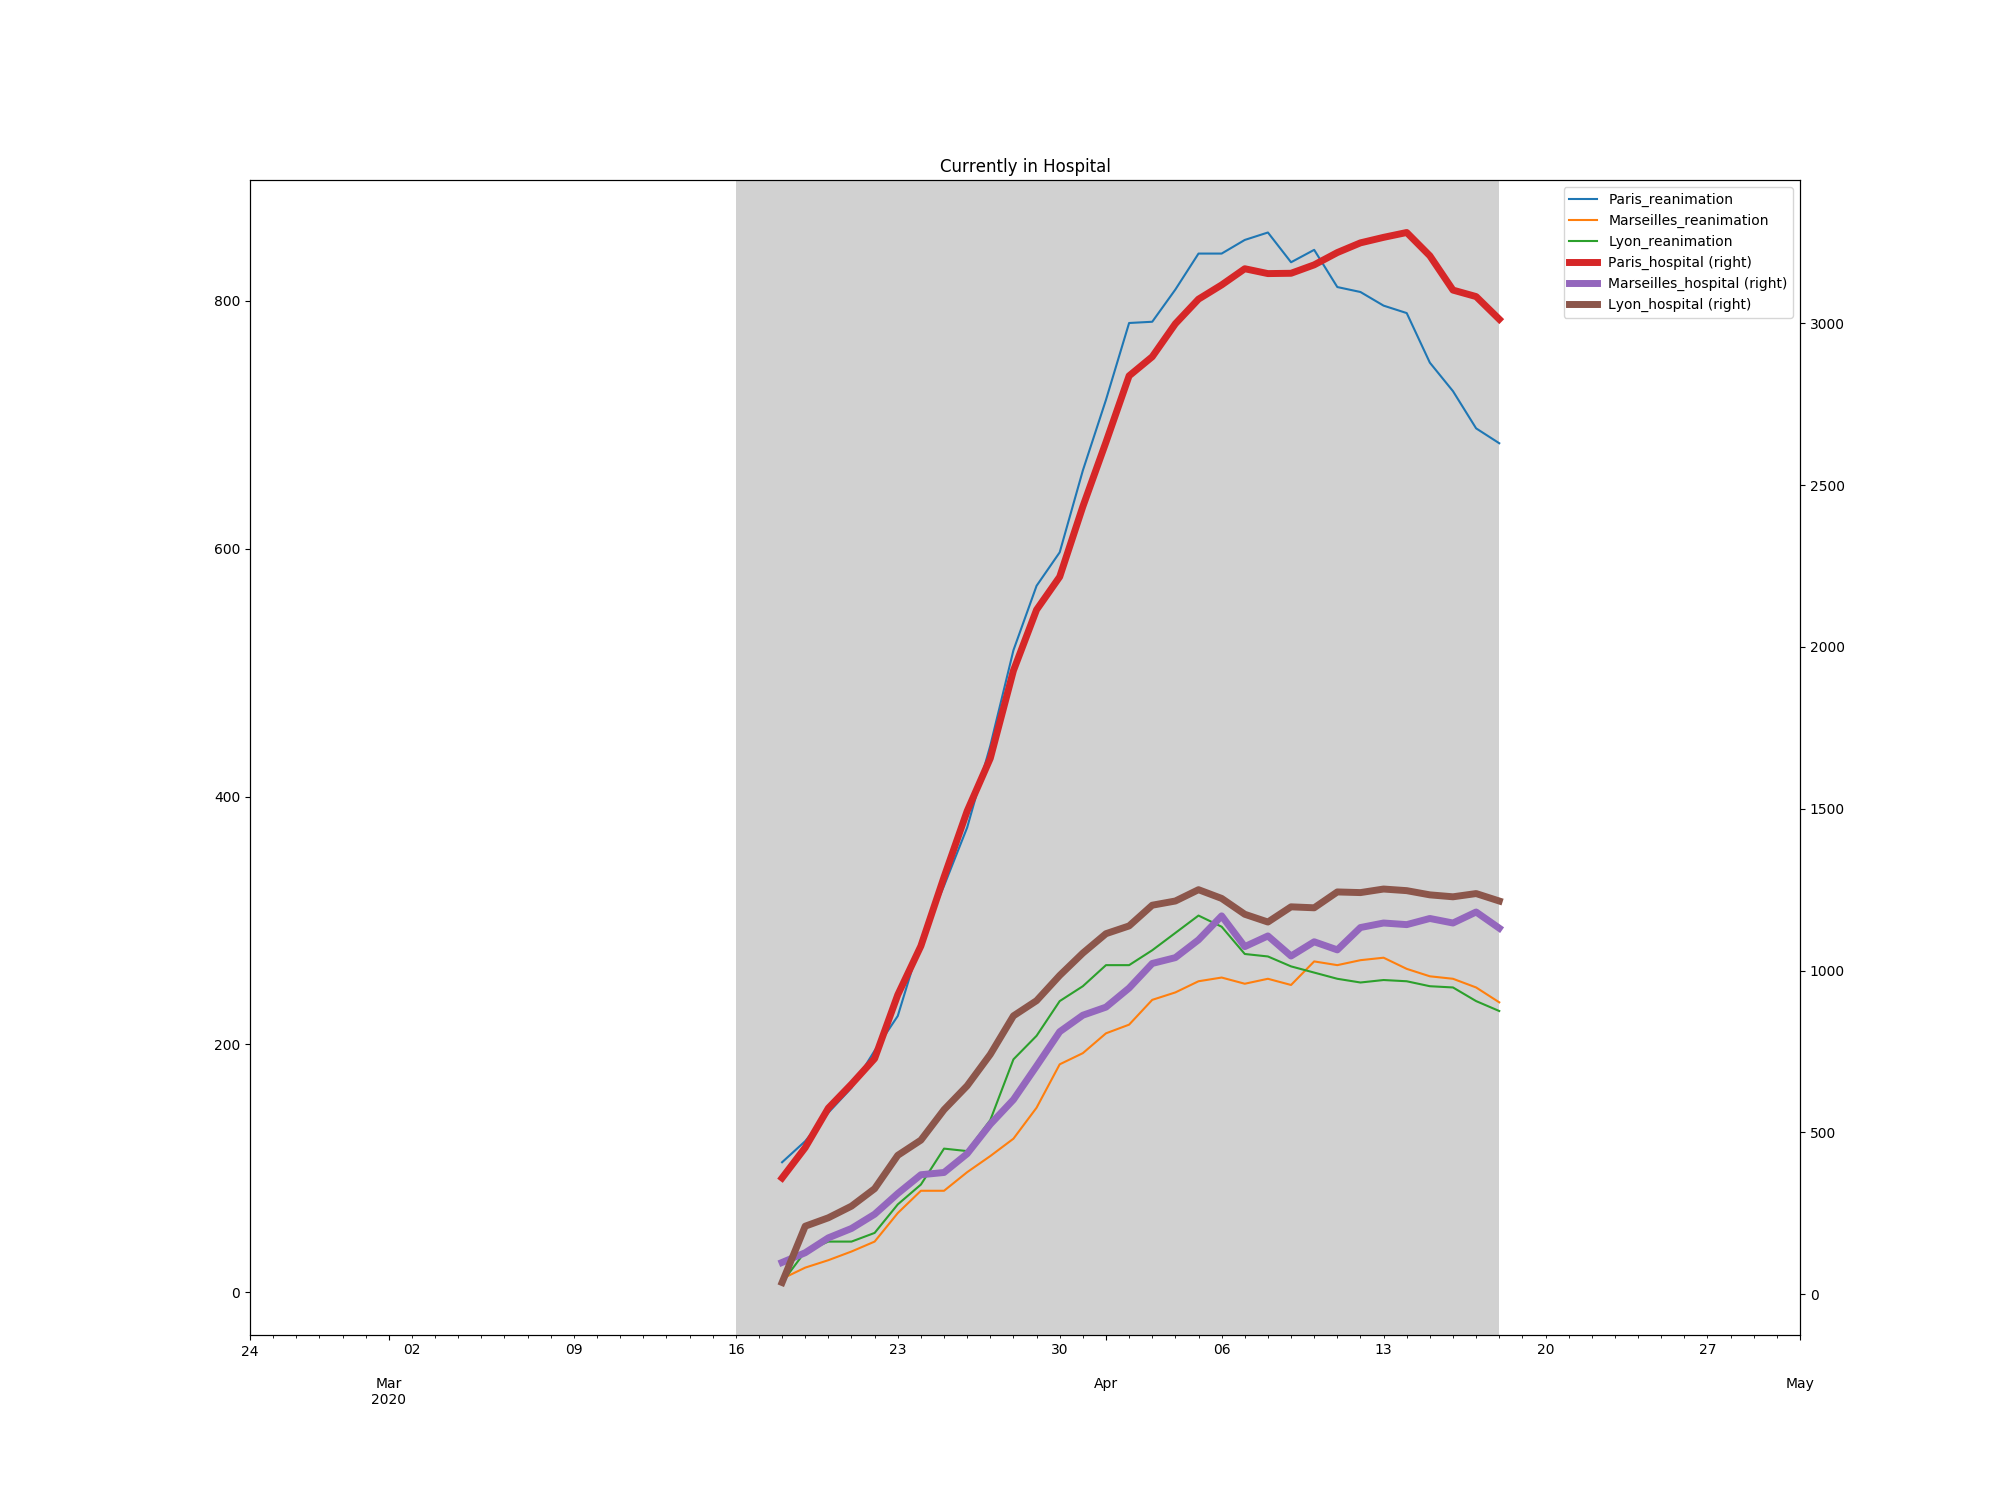 Currently in Hospital
Paris_reanimation
Marseilles_reanimation
Lyon_reanimation
Paris_hospital (right)
Marseilles_hospital (right)
Lyon_hospital (right)
800
600
400
200
0
3000
2500
2000
1500
1000
500
0
24 02 09 16 23 30 06 13 20 27
Mar Apr May
2020